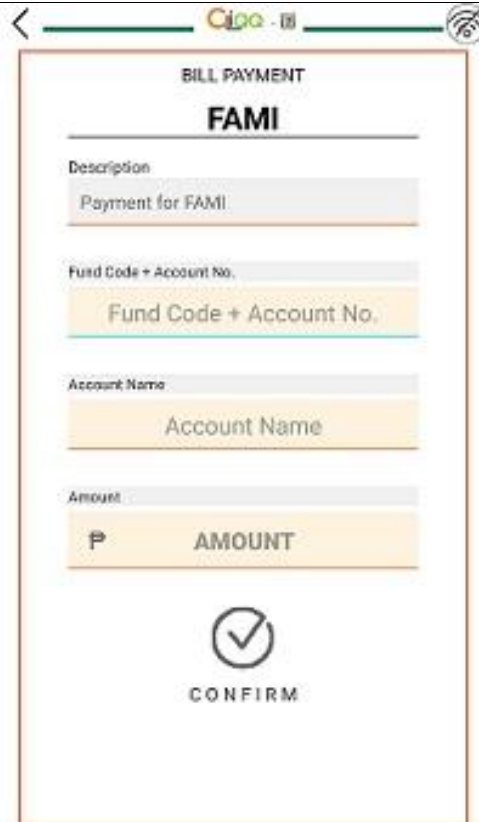 BILL PAYMENT
FAMI
Description
Payment for FAMI
Fund Code + Account No.
Fund Code + Account No.
Account Name
Account Name
Amount
₱ AMOUNT
CONFIRM